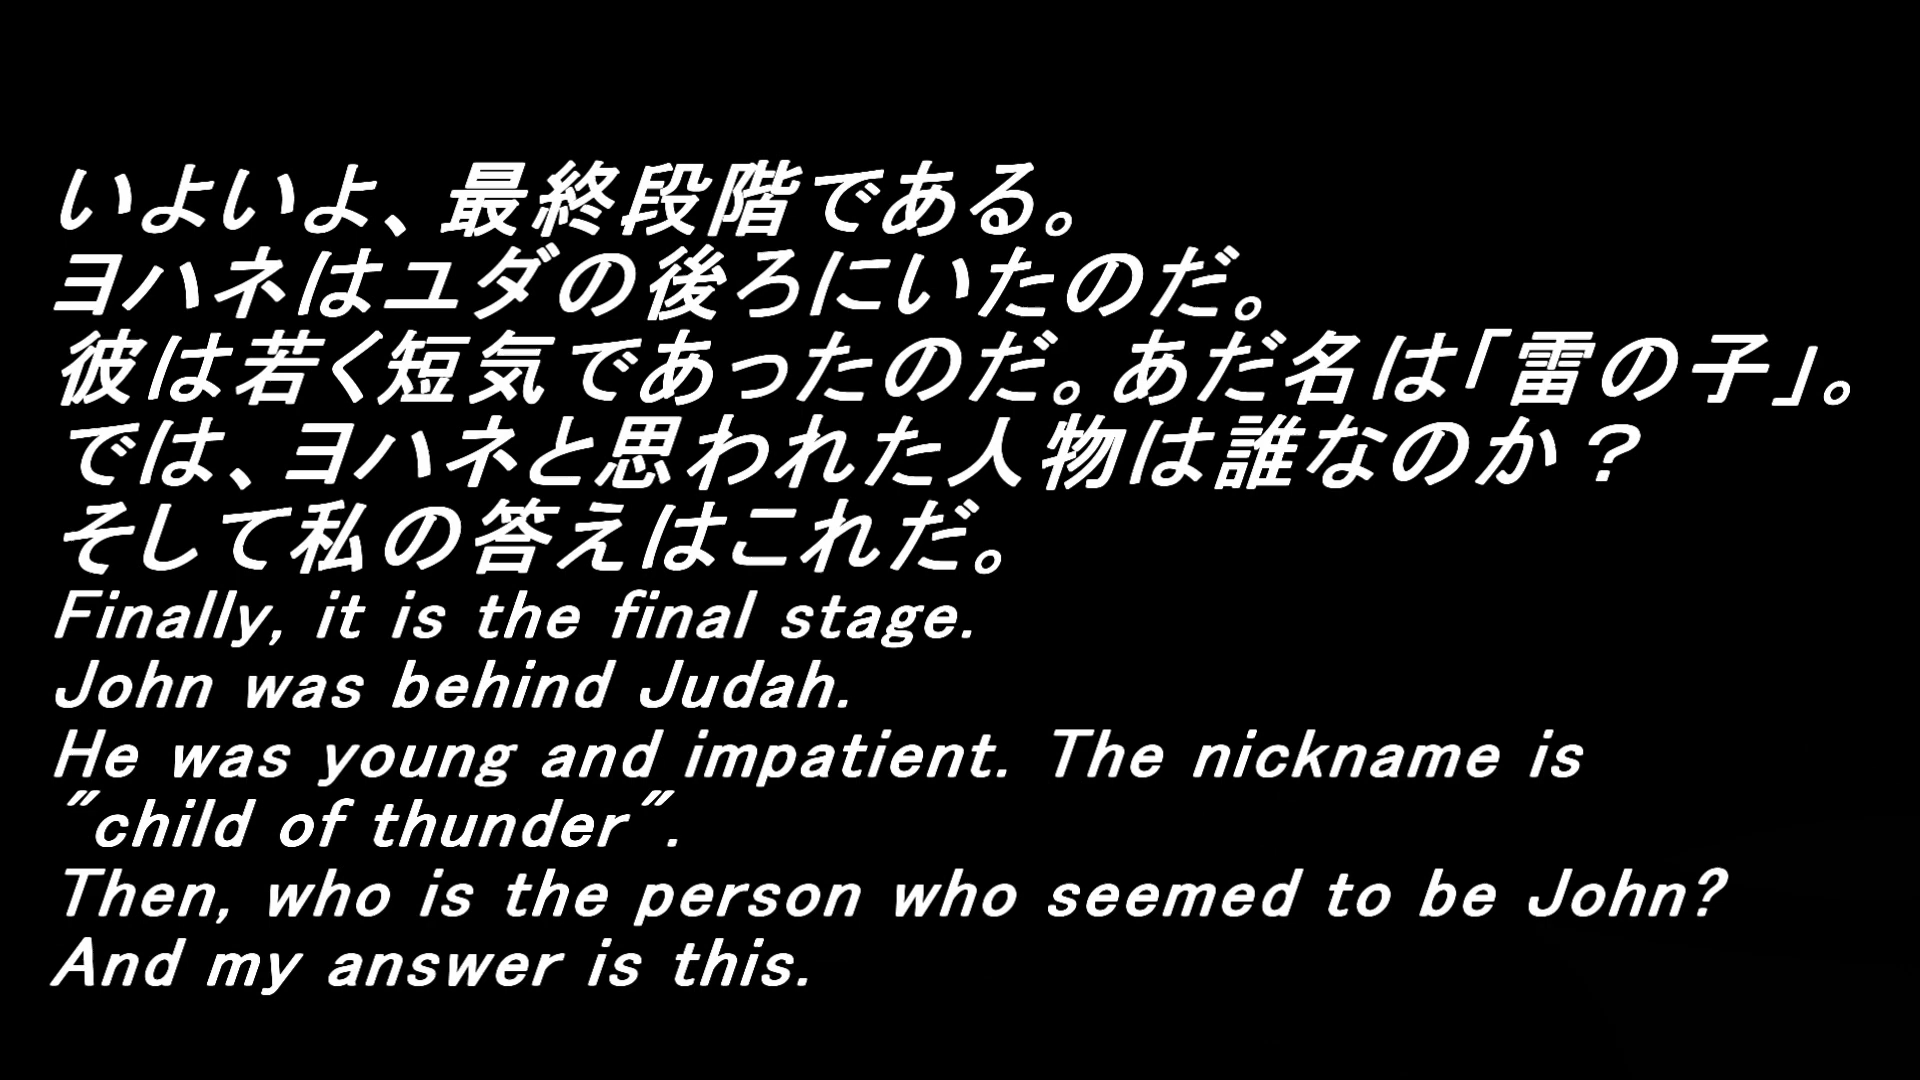 いよいよ、最終段階である。
ヨハネはユダの後ろにいたのだ。
彼は若く短気であったのだ。あだ名は「雷の子」。
では、ヨハネと思われた人物は誰なのか？
そして私の答えはこれだ。
Finally, it is the final stage.
John was behind Judah.
He was young and impatient. The nickname is
"child of thunder".
Then, who is the person who seemed to be John?
And my answer is this.